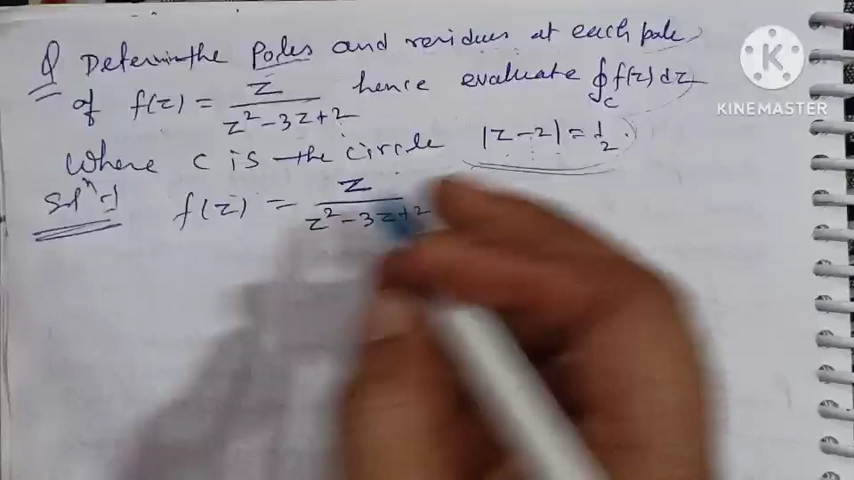 Q Determine the Poles and residues at each pole
of f(z) = z / z² - 3z + 2 hence evaluate ∮c f(z) dz
Where c is the circle |z - 2| = 1/2.
Solⁿ :-
f(z) = z / z² - 3z + 2
KINEMASTER